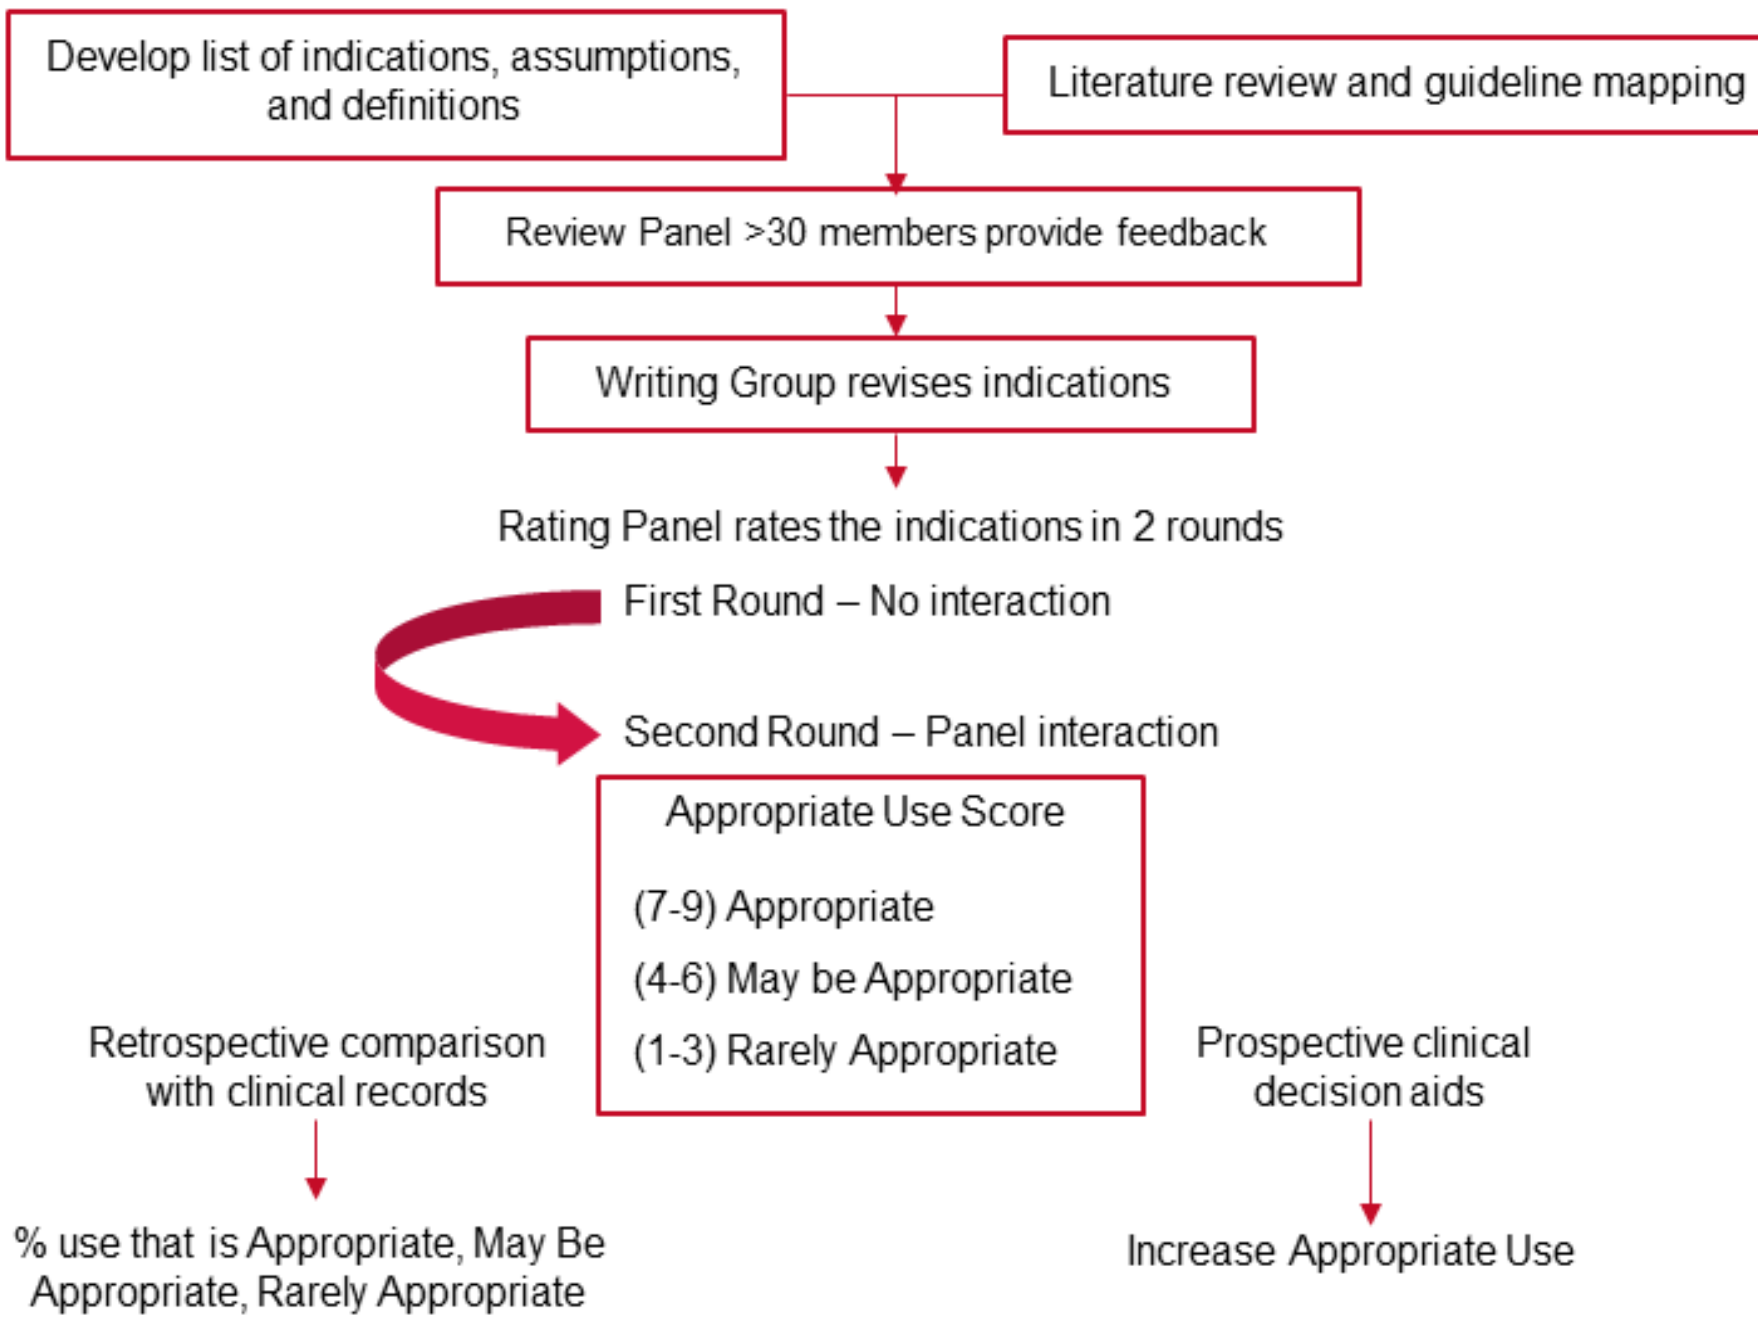 Develop list of indications, assumptions,
and definitions
Literature review and guideline mapping
Review Panel >30 members provide feedback
Writing Group revises indications
Rating Panel rates the indications in 2 rounds
First Round – No interaction
Second Round – Panel interaction
Appropriate Use Score
(7-9) Appropriate
(4-6) May be Appropriate
(1-3) Rarely Appropriate
Retrospective comparison
with clinical records
% use that is Appropriate, May Be
Appropriate, Rarely Appropriate
Prospective clinical
decision aids
Increase Appropriate Use